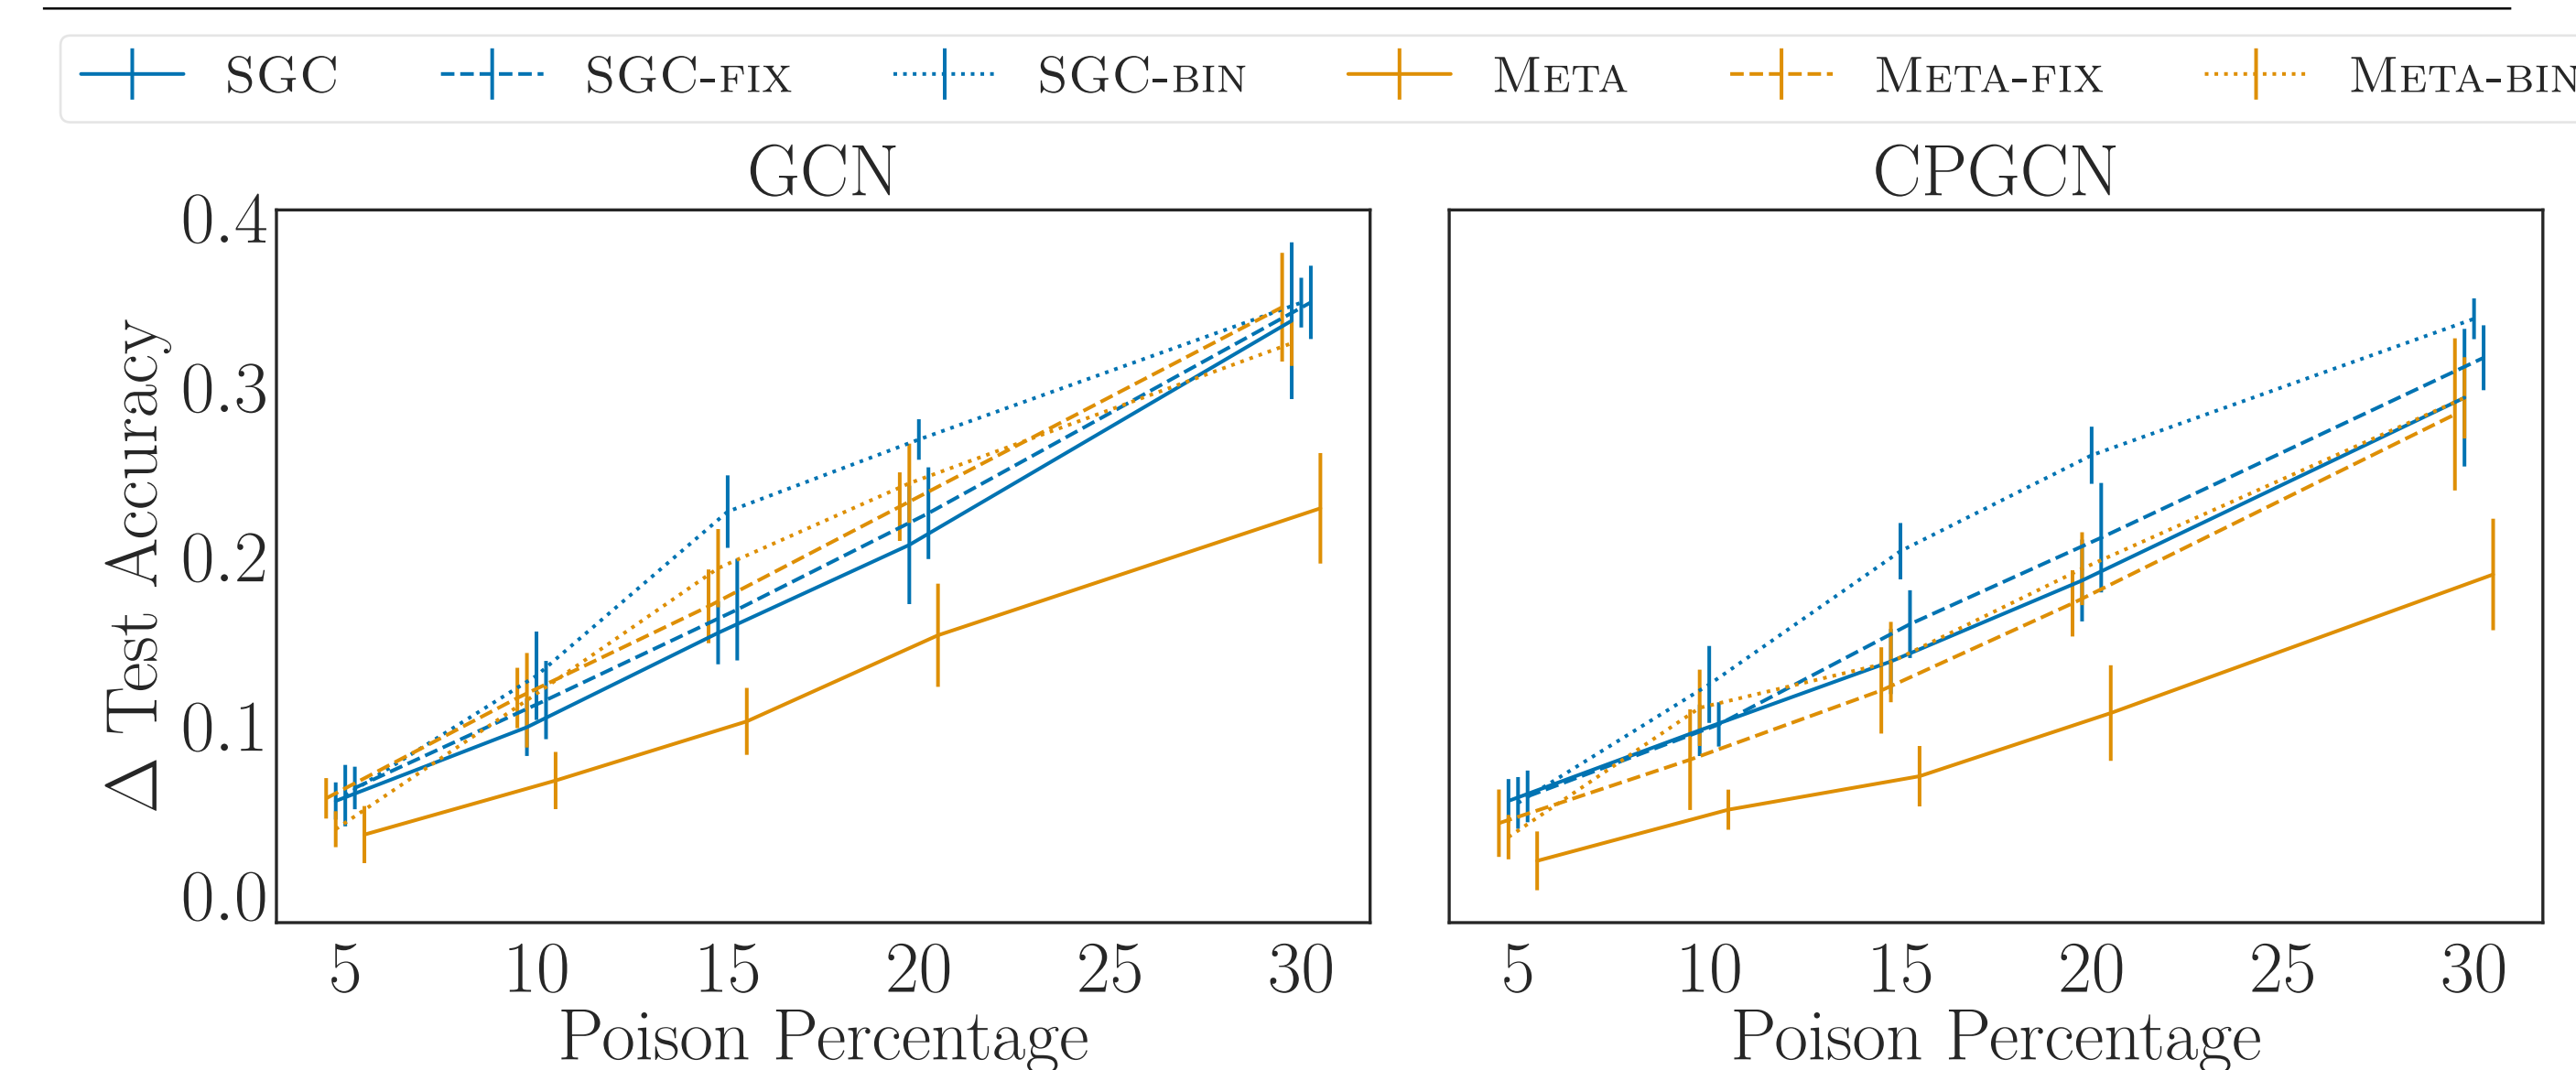 SGC SGC-FIX SGC-BIN META META-FIX META-BIN
GCN CPGCN
Δ Test Accuracy
0.4
0.3
0.2
0.1
0.0
5 10 15 20 25 30 5 10 15 20 25 30
Poison Percentage Poison Percentage